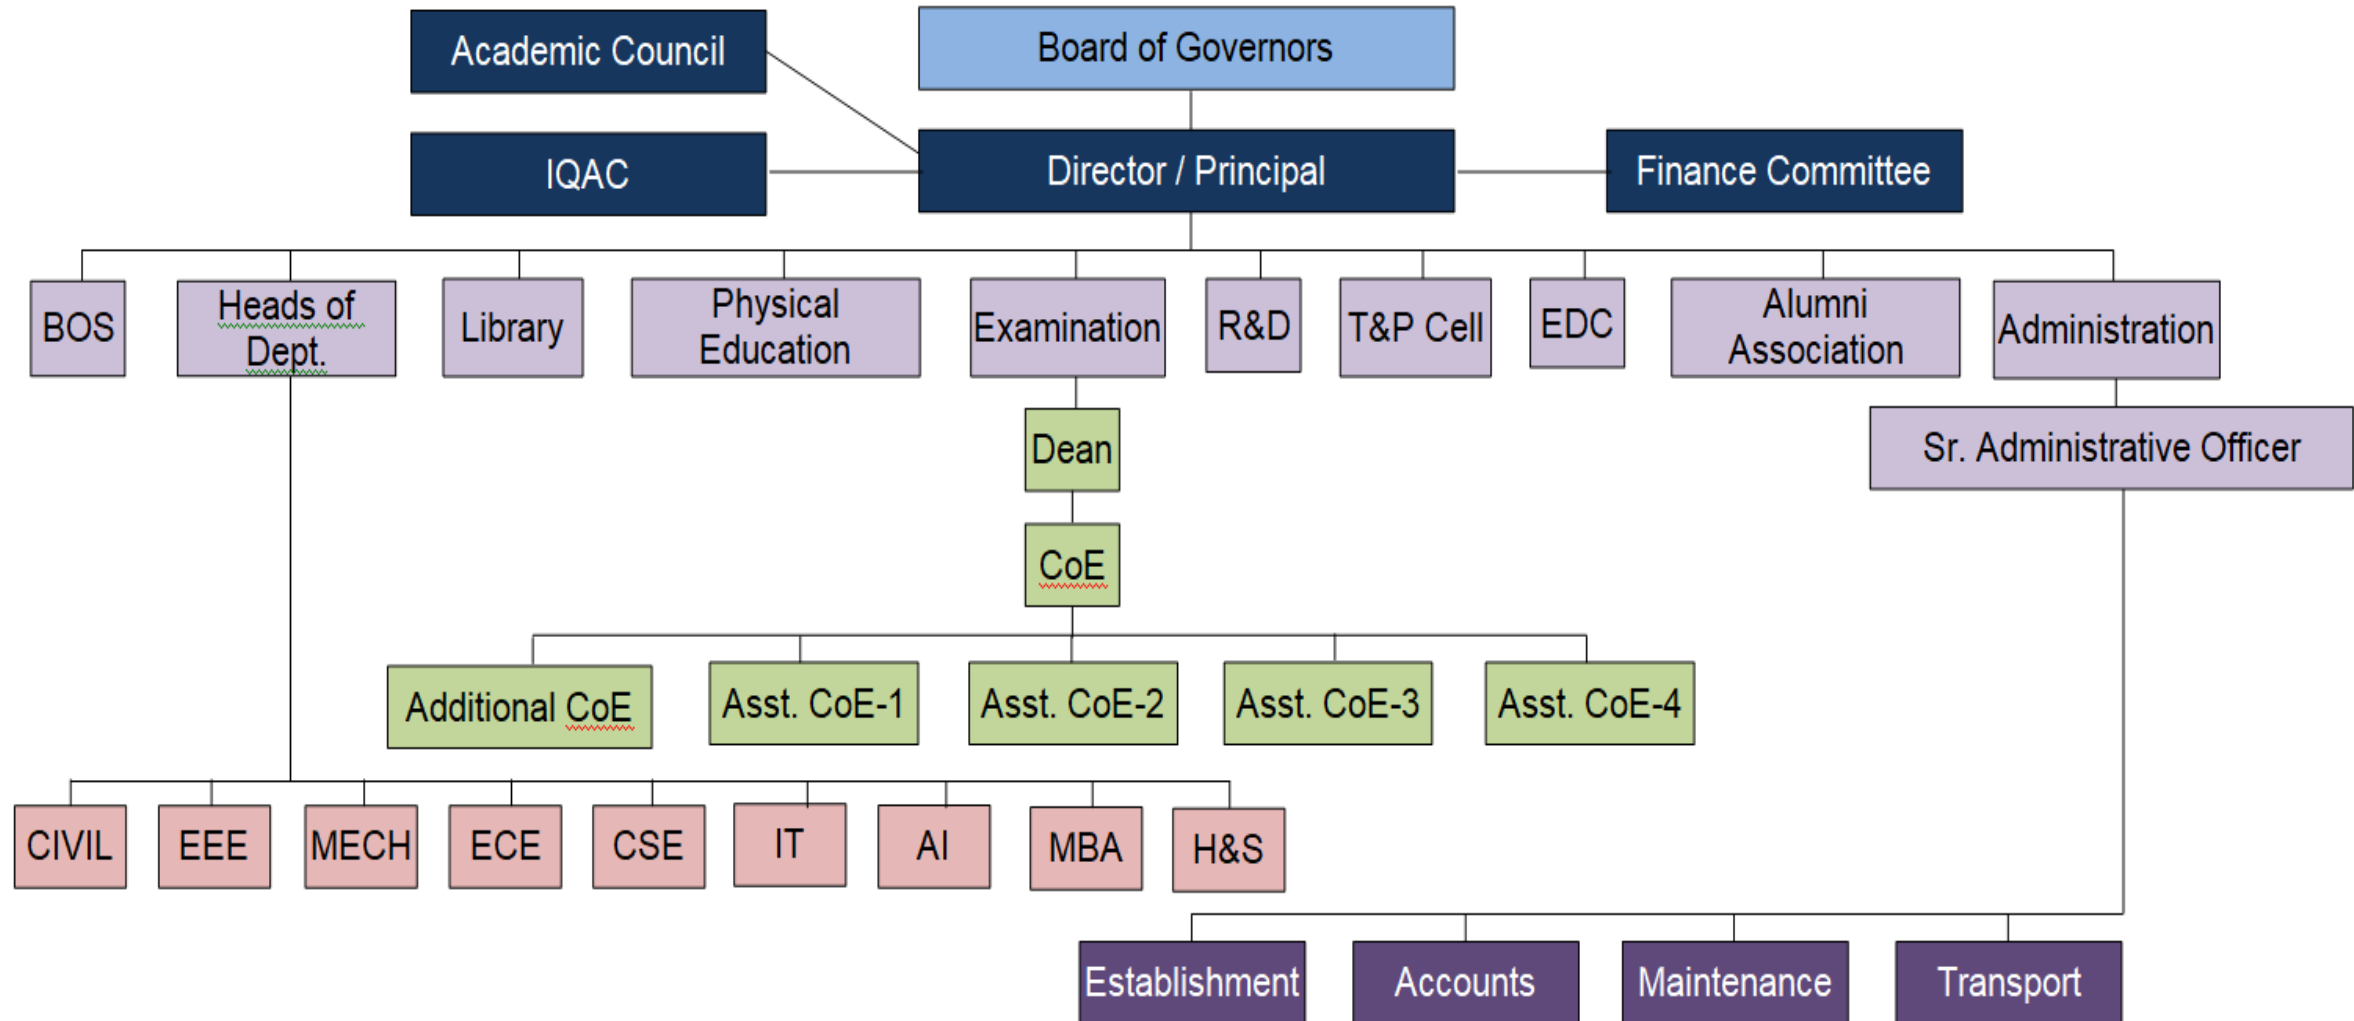 Academic Council
Board of Governors
IQAC
Director / Principal
Finance Committee
BOS
Heads of
Dept.
Library
Physical
Education
Examination
R&D
T&P Cell
EDC
Alumni
Association
Administration
Dean
Sr. Administrative Officer
CoE
Additional CoE
Asst. CoE-1
Asst. CoE-2
Asst. CoE-3
Asst. CoE-4
CIVIL
EEE
MECH
ECE
CSE
IT
AI
MBA
H&S
Establishment
Accounts
Maintenance
Transport